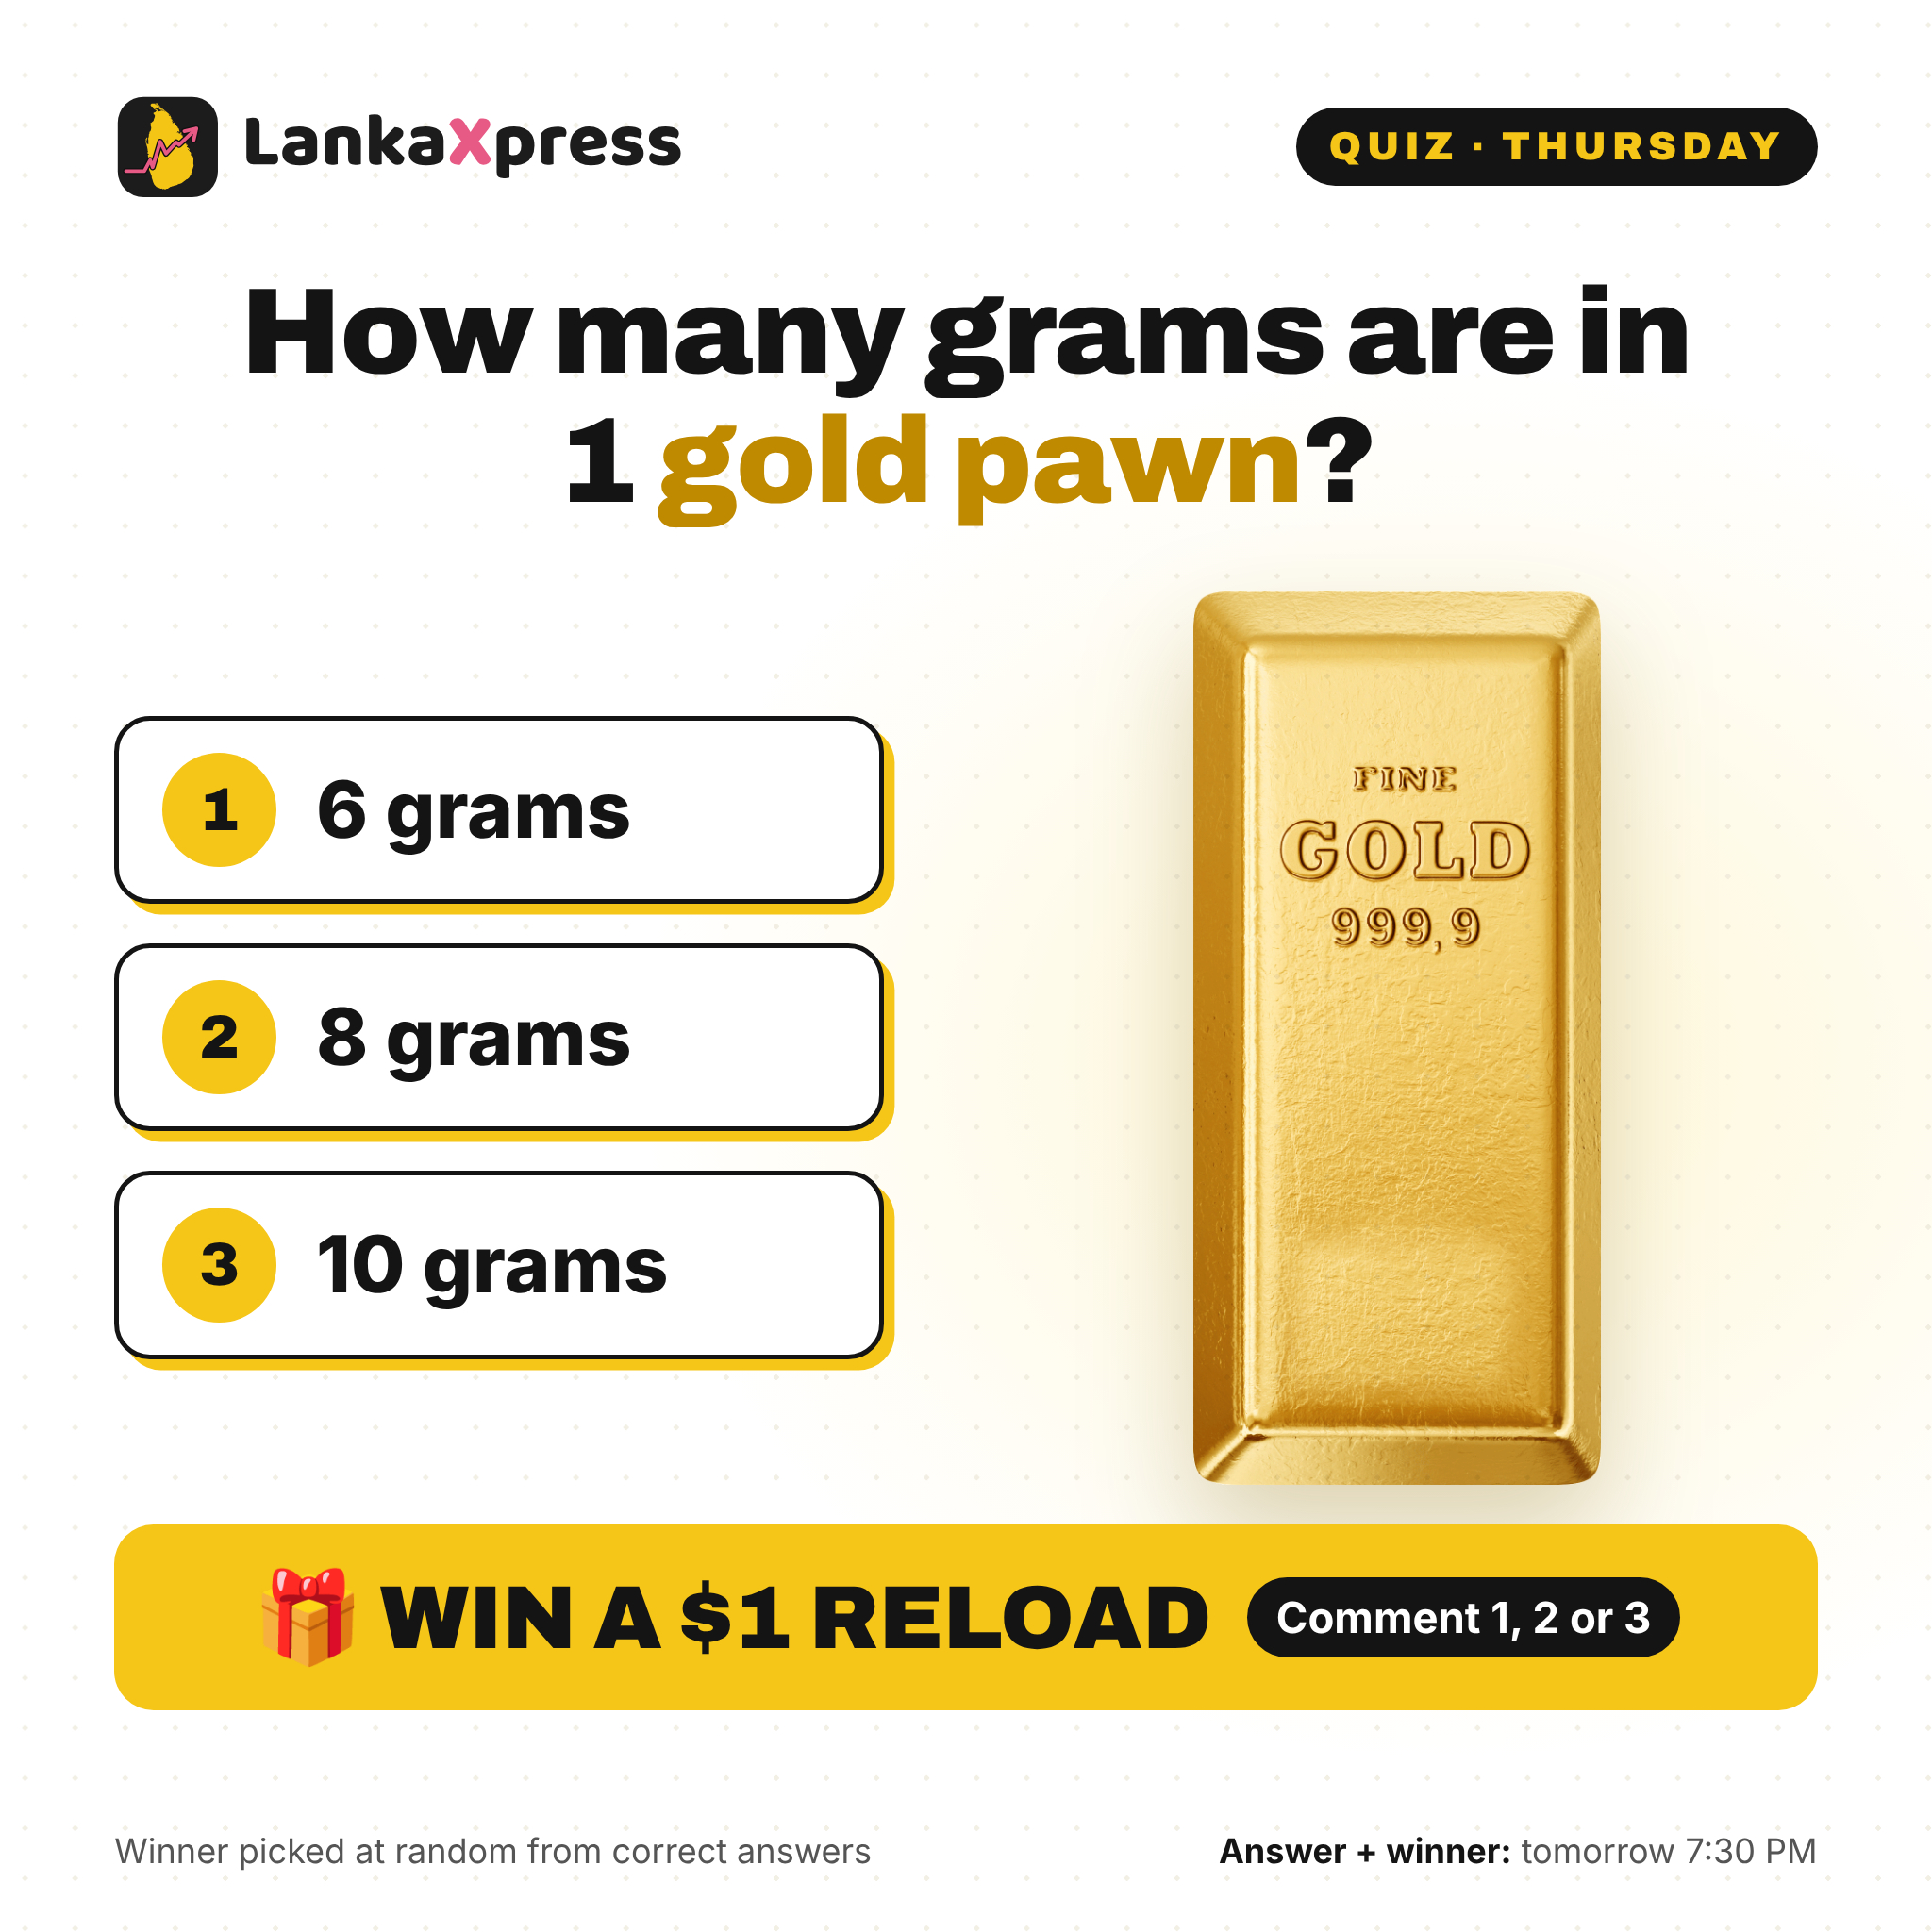 LankaXpress
QUIZ · THURSDAY
How many grams are in
1 gold pawn?
1 6 grams
2 8 grams
3 10 grams
FINE
GOLD
999,9
WIN A $1 RELOAD
Comment 1, 2 or 3
Winner picked at random from correct answers
Answer + winner: tomorrow 7:30 PM